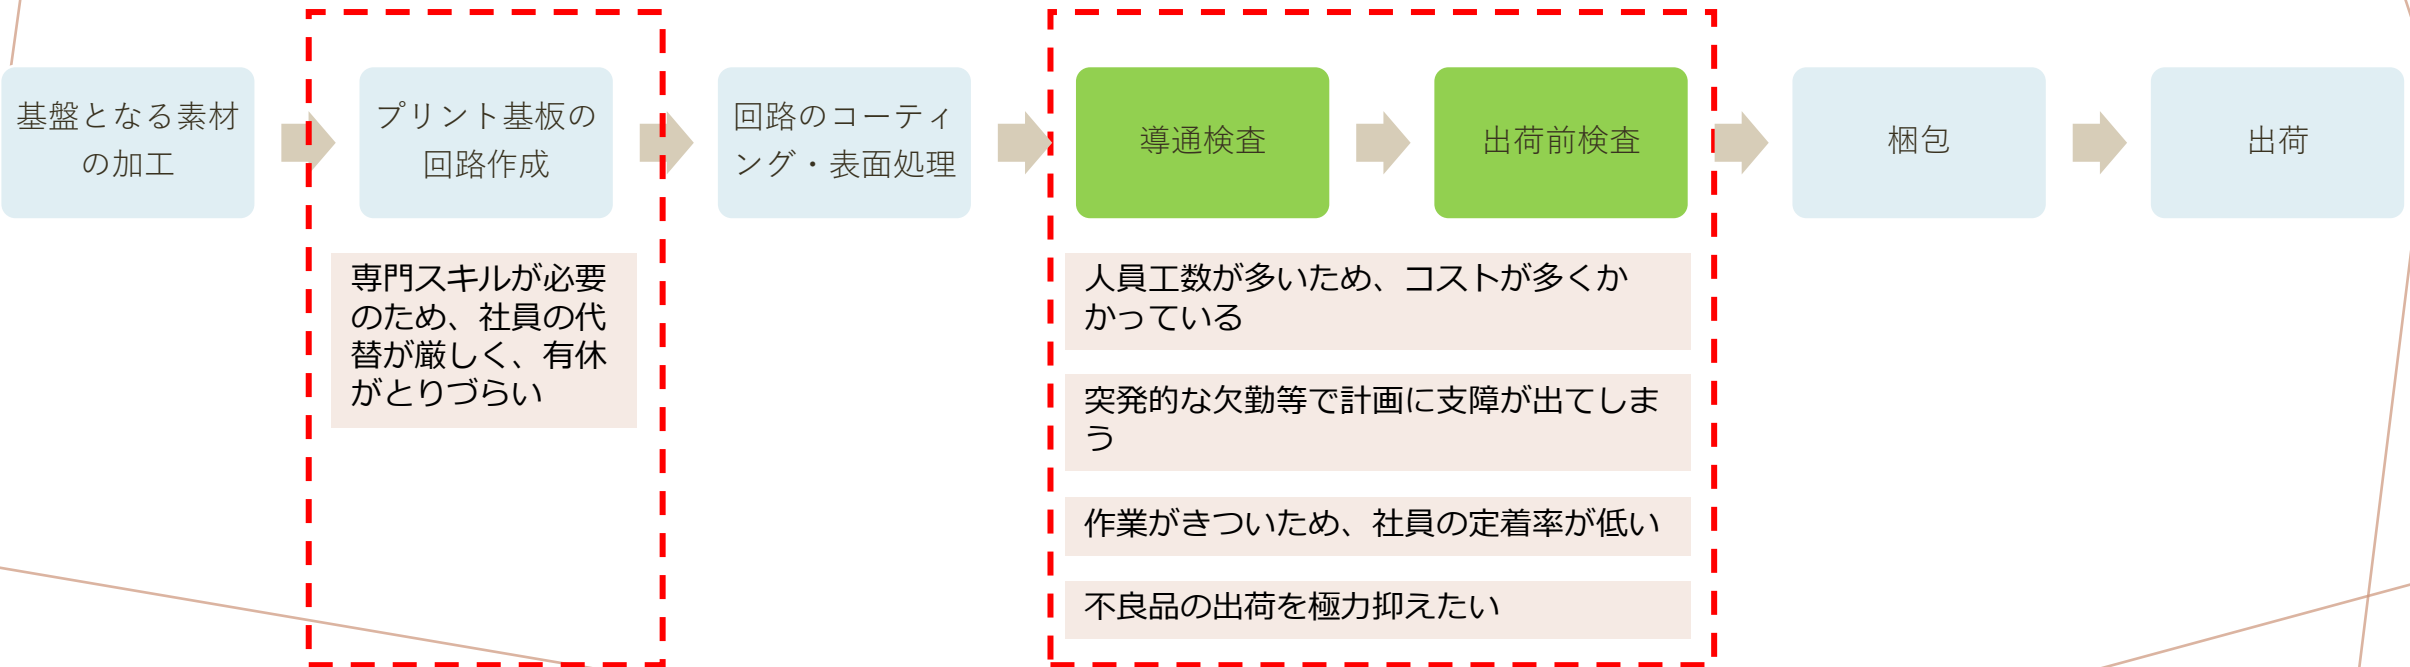 基盤となる素材
の加工
プリント基板の
回路作成
回路のコーティ
ング・表面処理
導通検査
出荷前検査
梱包
出荷
専門スキルが必要
のため、社員の代
替が厳しく、有休
がとりづらい
人員工数が多いため、コストが多くか
かっている
突発的な欠勤等で計画に支障が出てしま
う
作業がきついため、社員の定着率が低い
不良品の出荷を極力抑えたい